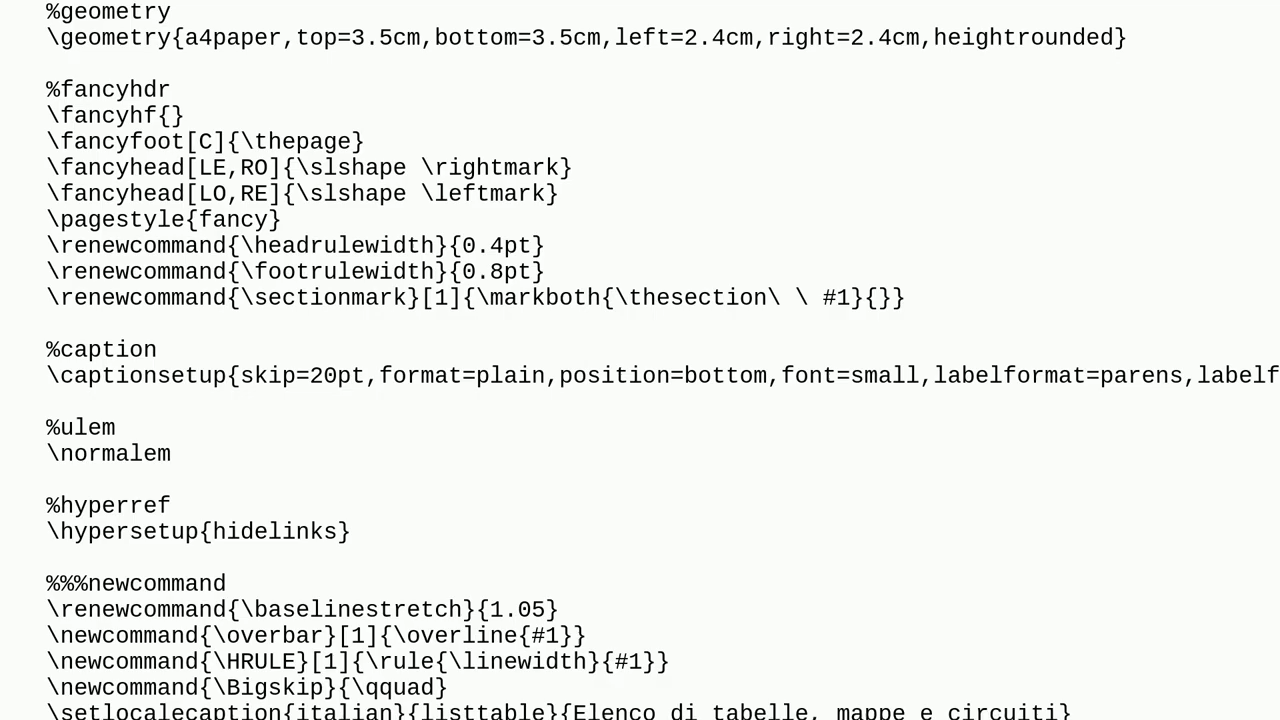 %geometry
\geometry{a4paper,top=3.5cm,bottom=3.5cm,left=2.4cm,right=2.4cm,heightrounded}
%fancyhdr
\fancyhf{}
\fancyfoot[C]{\thepage}
\fancyhead[LE,RO]{\slshape \rightmark}
\fancyhead[LO,RE]{\slshape \leftmark}
\pagestyle{fancy}
\renewcommand{\headrulewidth}{0.4pt}
\renewcommand{\footrulewidth}{0.8pt}
\renewcommand{\sectionmark}[1]{\markboth{\thesection\ \ #1}{}}
%caption
\captionsetup{skip=20pt,format=plain,position=bottom,font=small,labelformat=parens,labelf
%ulem
\normalem
%hyperref
\hypersetup{hidelinks}
%%%newcommand
\renewcommand{\baselinestretch}{1.05}
\newcommand{\overbar}[1]{\overline{#1}}
\newcommand{\HRULE}[1]{\rule{\linewidth}{#1}}
\newcommand{\Bigskip}{\qquad}
\setlocalecaption{italian}{listtable}{Elenco di tabelle, mappe e circuiti}